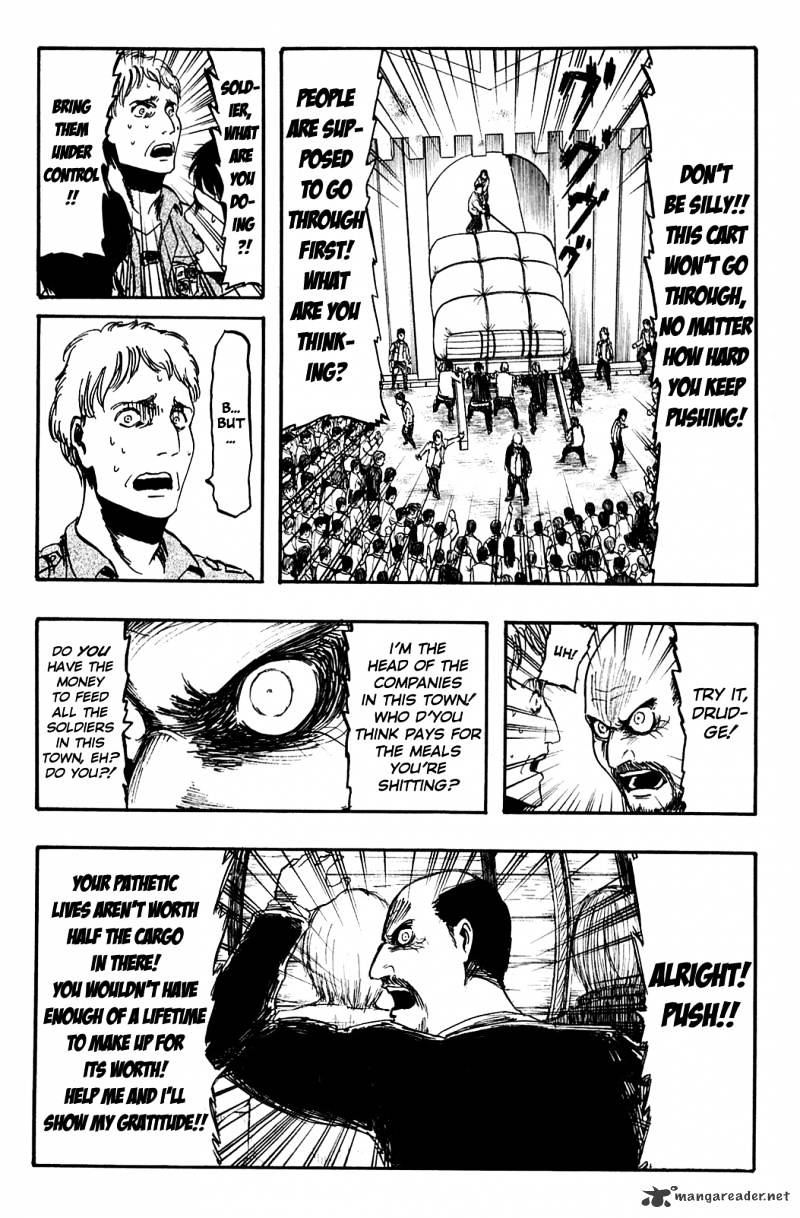 DON'T
BE SILLY!!
THIS CART
WON'T GO
THROUGH,
NO MATTER
HOW HARD
YOU KEEP
PUSHING!
グググ
PEOPLE
ARE SUP-
POSED
TO GO
THROUGH
FIRST!
WHAT
ARE YOU
THINK-
ING?
SOLD-
IER,
WHAT
ARE
YOU
DO-
ING
?!
BRING
THEM
UNDER
CONTROL
!!
B...
BUT
...
TRY IT,
DRUD-
GE!
UH!
I'M THE
HEAD OF THE
COMPANIES
IN THIS TOWN!
WHO D'YOU
THINK PAYS FOR
THE MEALS
YOU'RE
SHITTING?
DO YOU
HAVE THE
MONEY
TO FEED
ALL THE
SOLDIERS
IN THIS
TOWN, EH?
DO YOU?!
ALRIGHT!
PUSH!!
YOUR PATHETIC
LIVES AREN'T WORTH
HALF THE CARGO
IN THERE!
YOU WOULDN'T HAVE
ENOUGH OF A LIFETIME
TO MAKE UP FOR
ITS WORTH!
HELP ME AND I'LL
SHOW MY GRATITUDE!!
mangareader.net